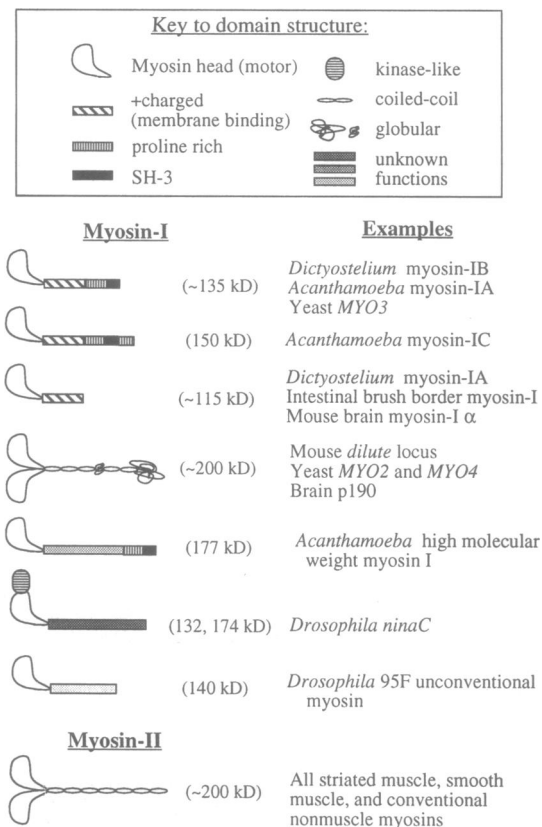 Key to domain structure:
Myosin head (motor)
+charged
(membrane binding)
proline rich
SH-3
kinase-like
coiled-coil
globular
unknown
functions
Myosin-I
Examples
(~135 kD)
Dictyostelium myosin-IB
Acanthamoeba myosin-IA
Yeast MYO3
(150 kD)
Acanthamoeba myosin-IC
(~115 kD)
Dictyostelium myosin-IA
Intestinal brush border myosin-I
Mouse brain myosin-I α
(~200 kD)
Mouse dilute locus
Yeast MYO2 and MYO4
Brain p190
(177 kD)
Acanthamoeba high molecular
weight myosin I
(132, 174 kD)
Drosophila ninaC
(140 kD)
Drosophila 95F unconventional
myosin
Myosin-II
(~200 kD)
All striated muscle, smooth
muscle, and conventional
nonmuscle myosins